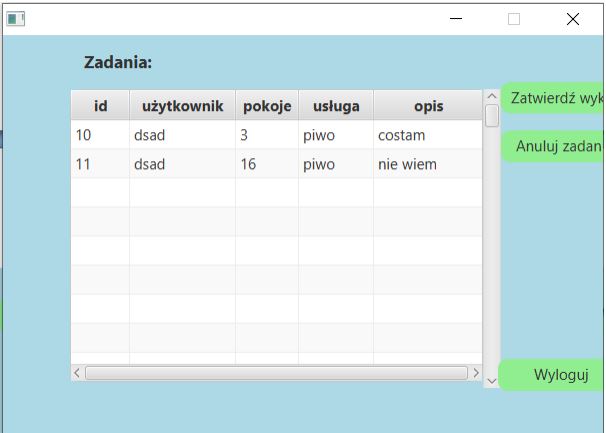 Zadania:
id użytkownik pokoje usługa opis
10 dsad 3 piwo costam
11 dsad 16 piwo nie wiem
Zatwierdź wyk
Anuluj zadan
Wyloguj